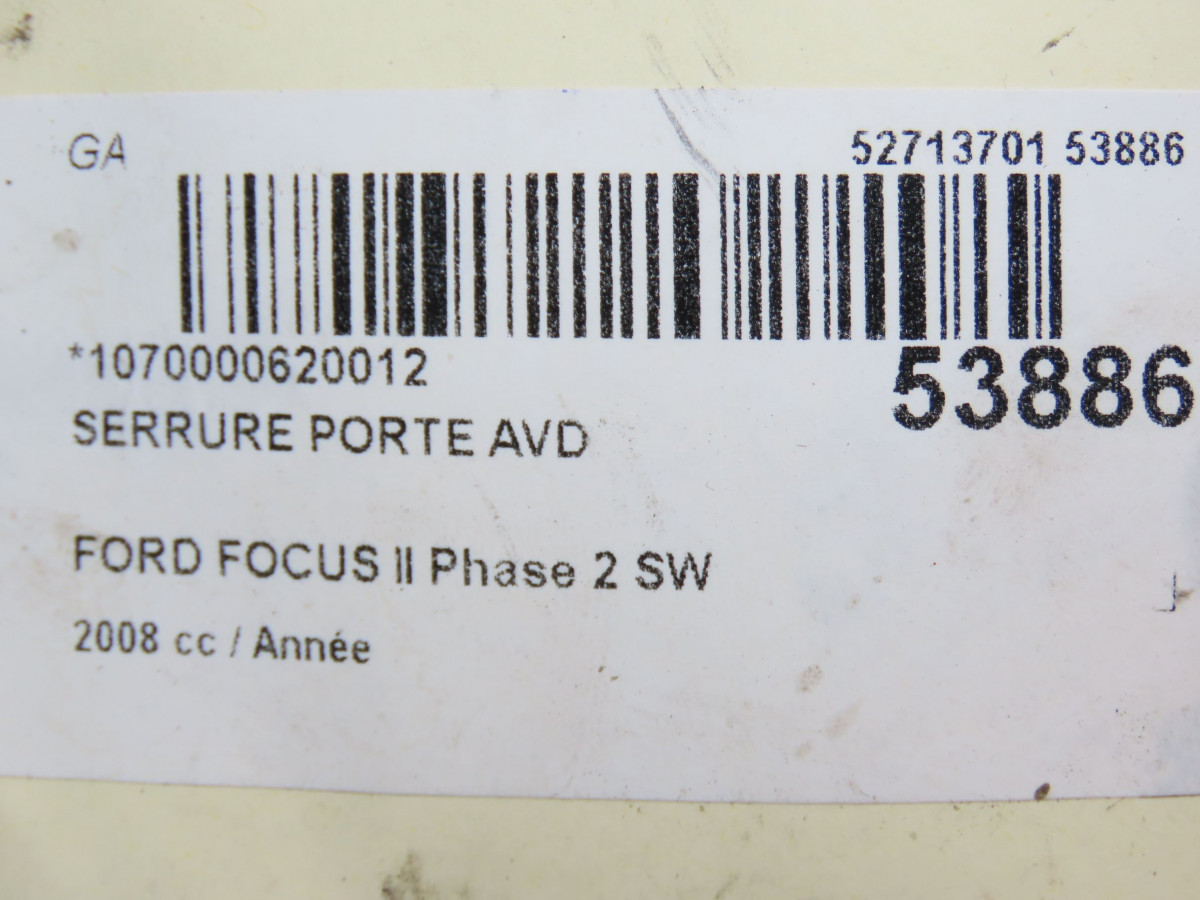 GA 52713701 53886
*1070000620012 53886
SERRURE PORTE AVD
FORD FOCUS II Phase 2 SW
2008 cc / Année